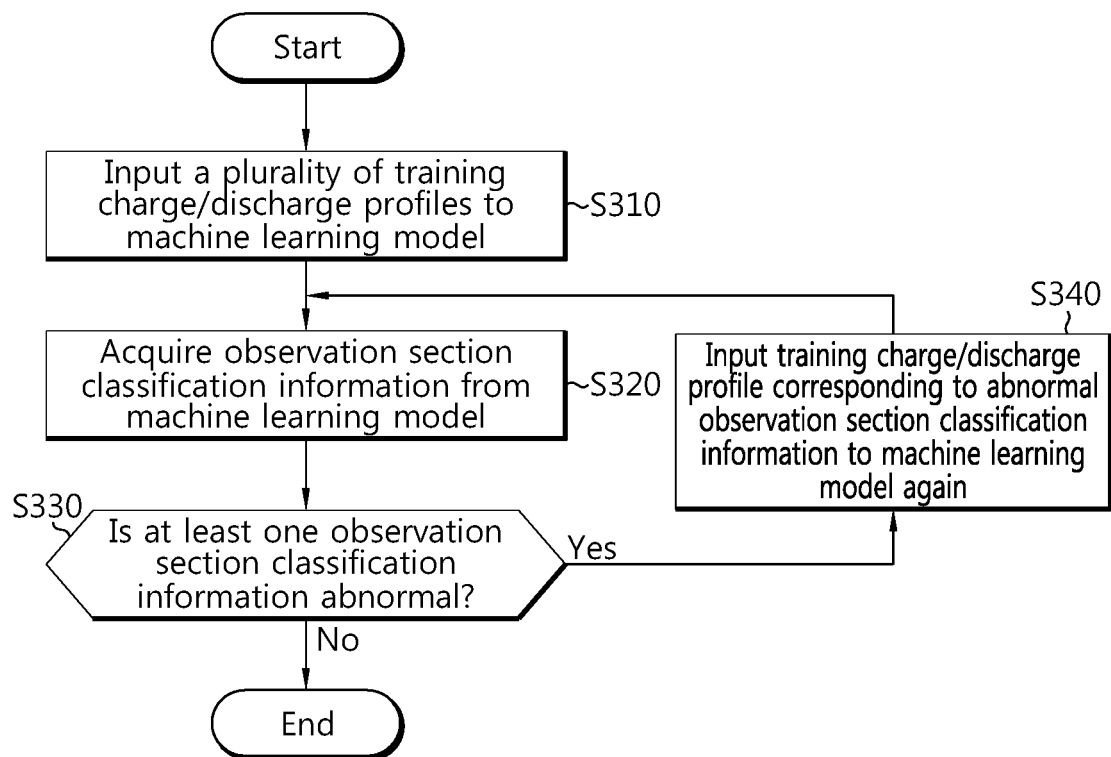 Start
Input a plurality of training
charge/discharge profiles to
machine learning model
S310
S340
Acquire observation section
classification information from
machine learning model
S320
Input training charge/discharge
profile corresponding to abnormal
observation section classification
information to machine learning
model again
S330
Is at least one observation
section classification
information abnormal?
Yes
No
End